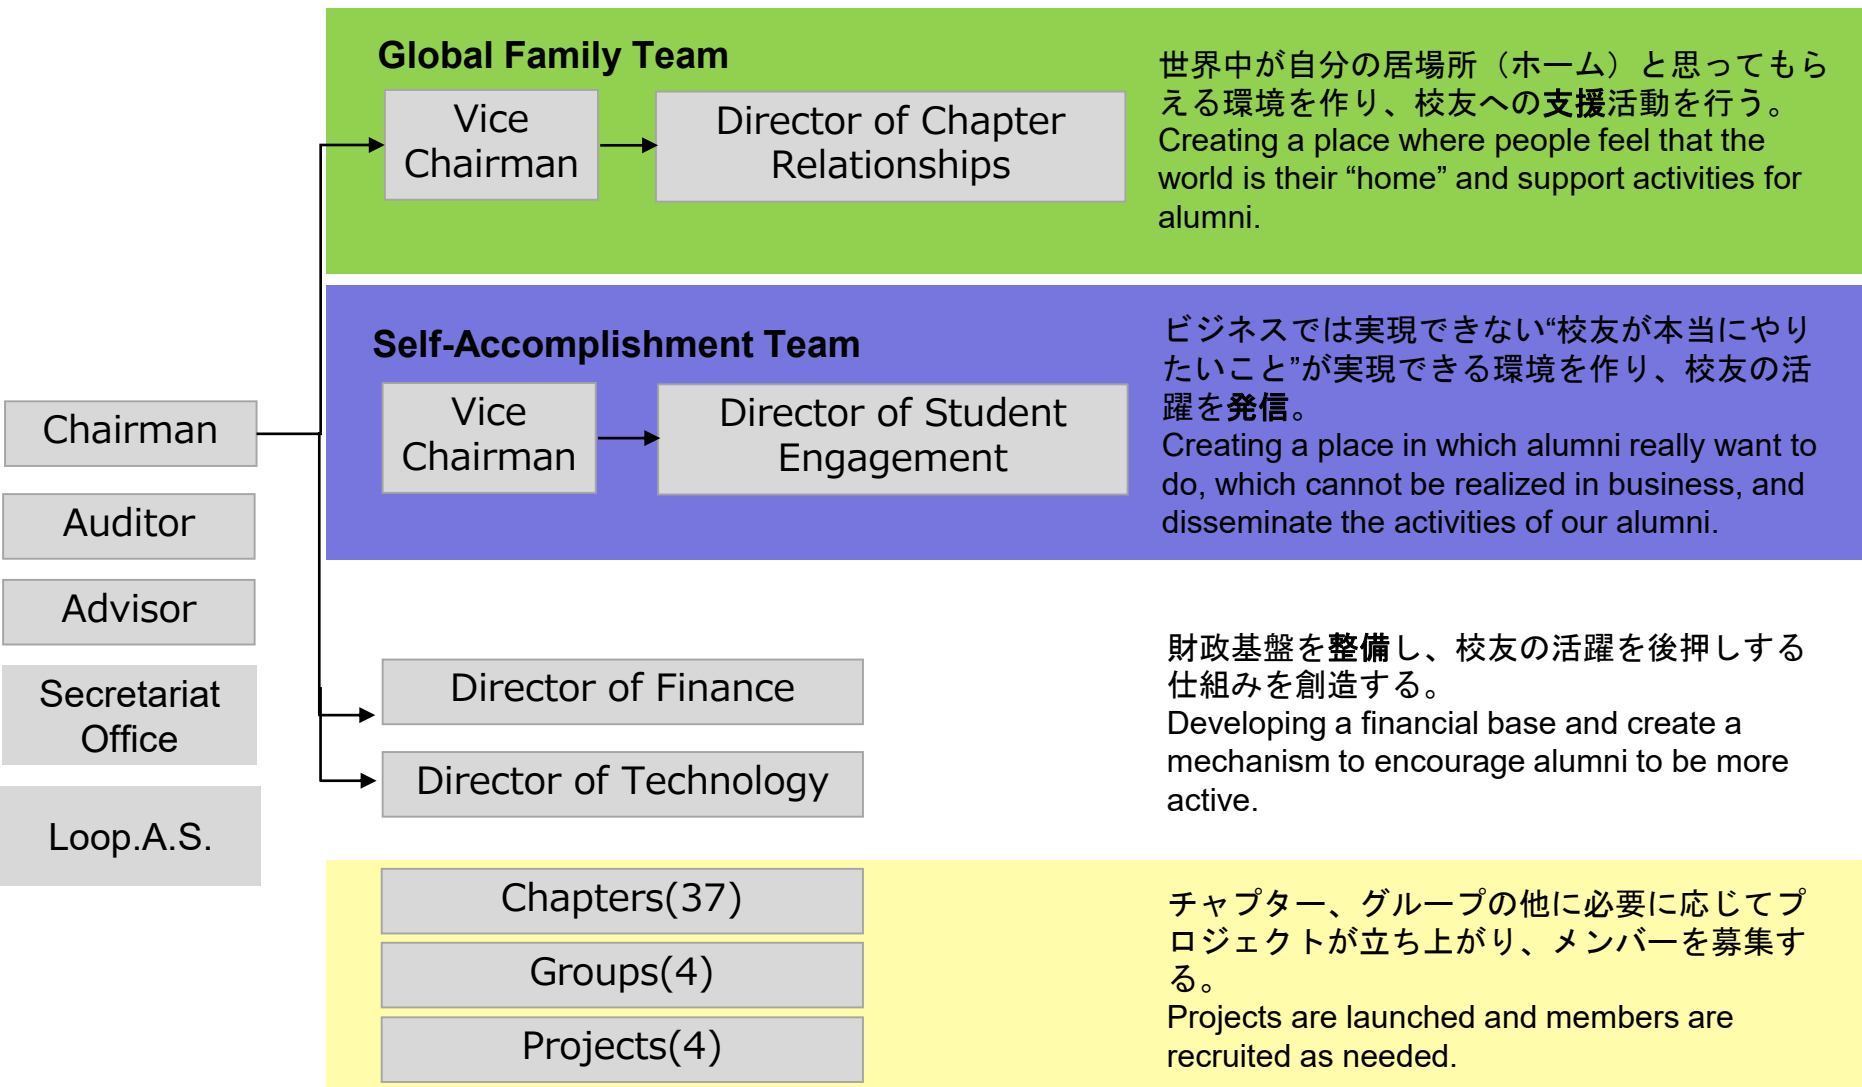 Global Family Team
Vice
Chairman
Director of Chapter
Relationships
世界中が自分の居場所（ホーム）と思ってもら
える環境を作り、校友への支援活動を行う。
Creating a place where people feel that the
world is their “home” and support activities for
alumni.
Self-Accomplishment Team
Vice
Chairman
Director of Student
Engagement
ビジネスでは実現できない“校友が本当にやり
たいこと”が実現できる環境を作り、校友の活
躍を発信。
Creating a place in which alumni really want to
do, which cannot be realized in business, and
disseminate the activities of our alumni.
Chairman
Auditor
Advisor
Secretariat
Office
Loop.A.S.
Director of Finance
Director of Technology
財政基盤を整備し、校友の活躍を後押しする
仕組みを創造する。
Developing a financial base and create a
mechanism to encourage alumni to be more
active.
Chapters(37)
Groups(4)
Projects(4)
チャプター、グループの他に必要に応じてプ
ロジェクトが立ち上がり、メンバーを募集す
る。
Projects are launched and members are
recruited as needed.